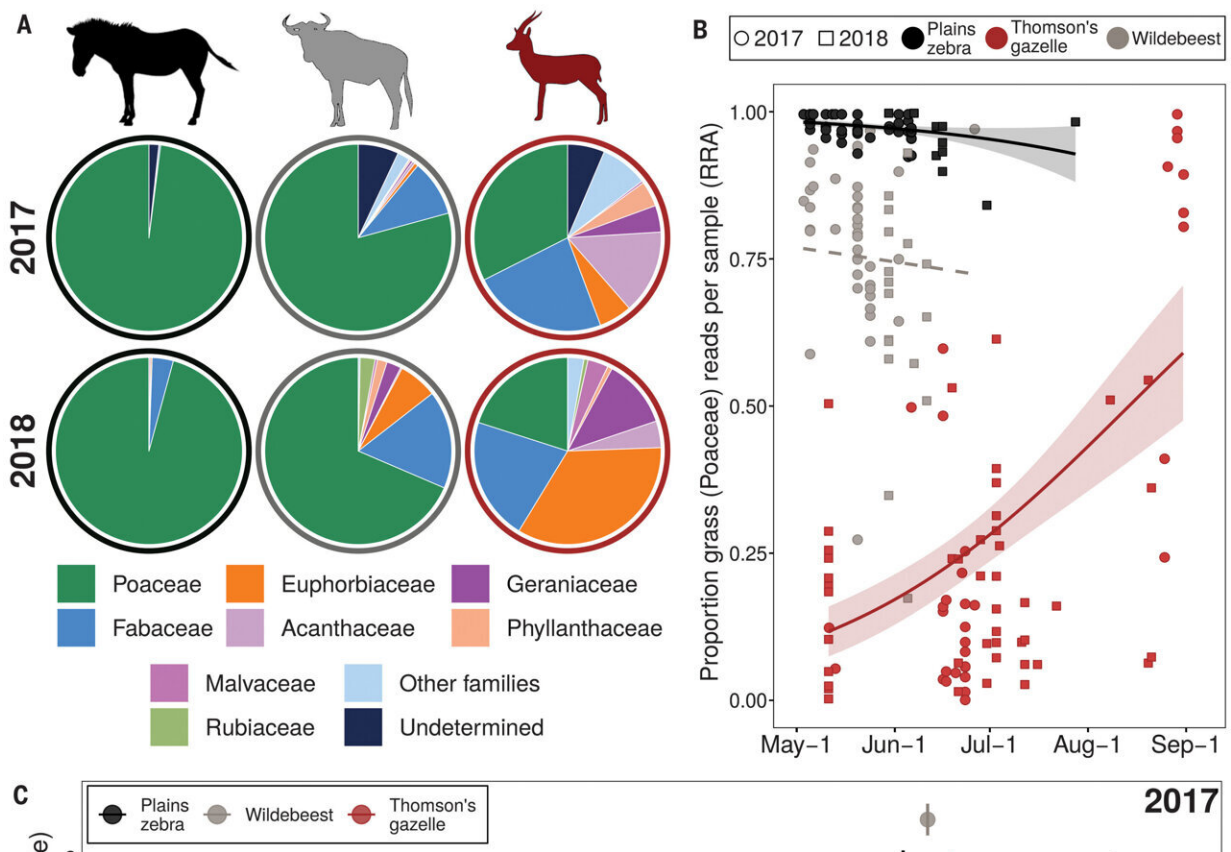 A
2017
2018
Poaceae
Euphorbiaceae
Geraniaceae
Fabaceae
Acanthaceae
Phyllanthaceae
Malvaceae
Other families
Rubiaceae
Undetermined
B
2017 2018 Plains zebra Thomson's gazelle Wildebeest
Proportion grass (Poaceae) reads per sample (RRA)
1.00
0.75
0.50
0.25
0.00
May-1 Jun-1 Jul-1 Aug-1 Sep-1
C
Plains zebra Wildebeest Thomson's gazelle
2017